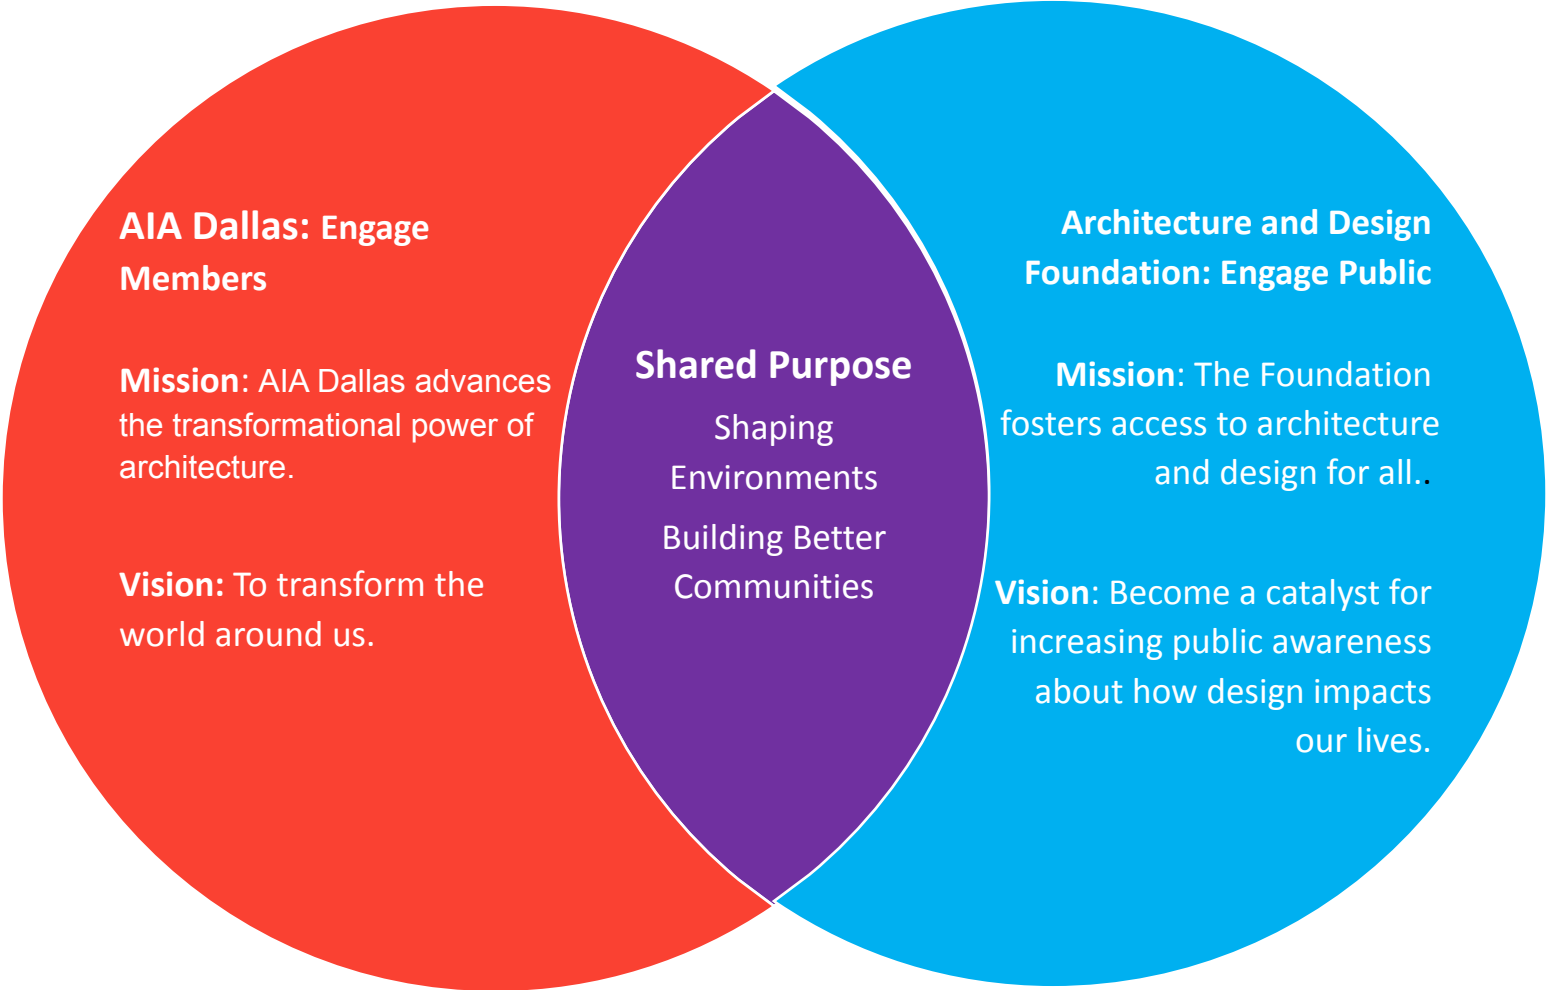 AIA Dallas: Engage
Members
Mission: AIA Dallas advances
the transformational power of
architecture.
Vision: To transform the
world around us.
Shared Purpose
Shaping
Environments
Building Better
Communities
Architecture and Design
Foundation: Engage Public
Mission: The Foundation
fosters access to architecture
and design for all..
Vision: Become a catalyst for
increasing public awareness
about how design impacts
our lives.